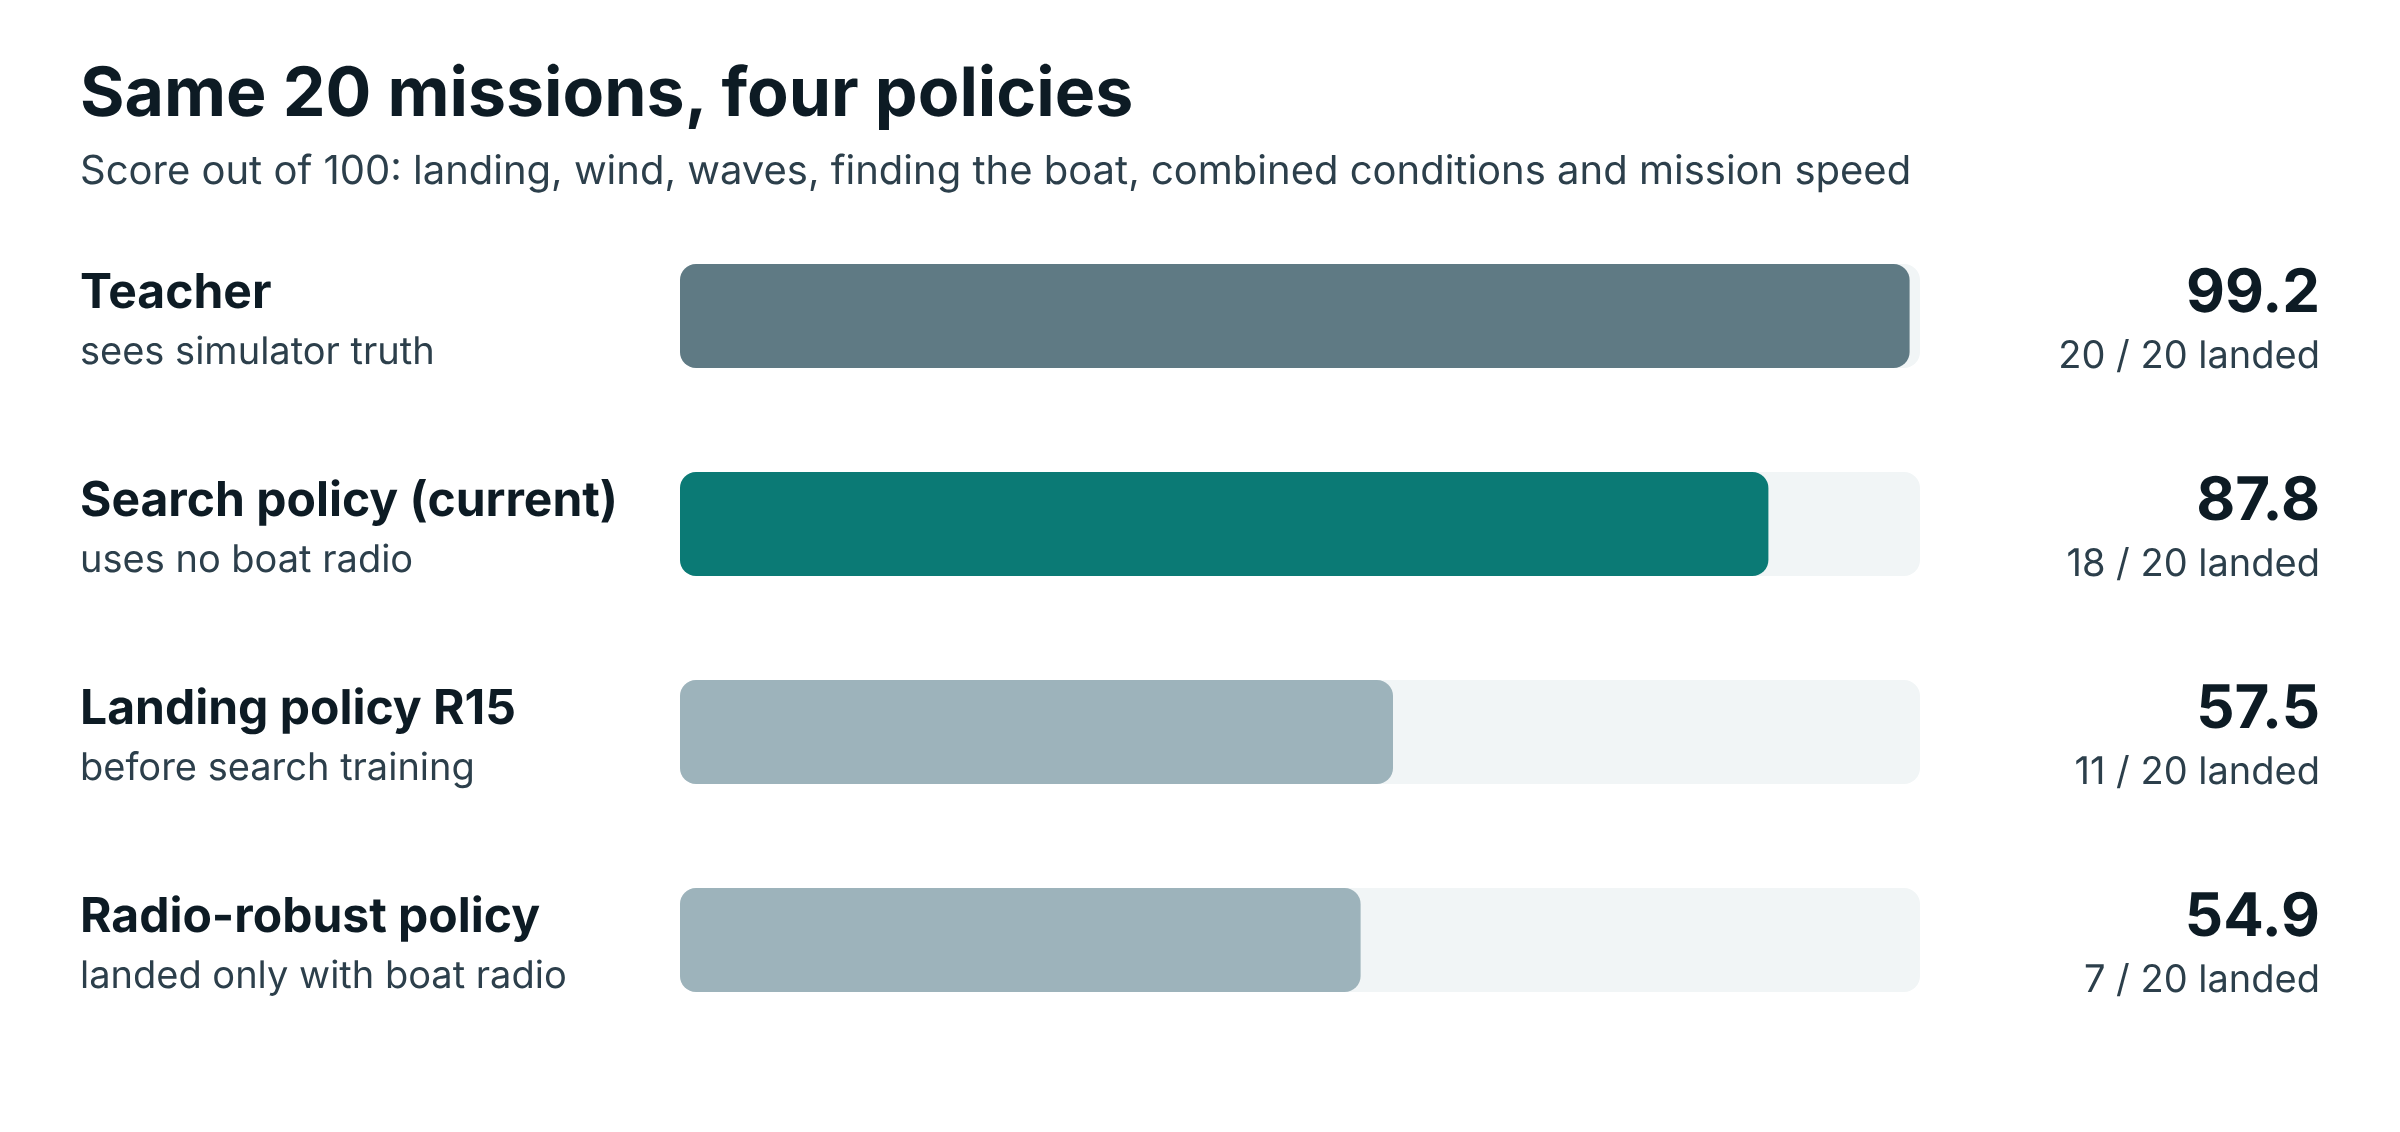 Same 20 missions, four policies
Score out of 100: landing, wind, waves, finding the boat, combined conditions and mission speed
Teacher
sees simulator truth
99.2
20 / 20 landed
Search policy (current)
uses no boat radio
87.8
18 / 20 landed
Landing policy R15
before search training
57.5
11 / 20 landed
Radio-robust policy
landed only with boat radio
54.9
7 / 20 landed